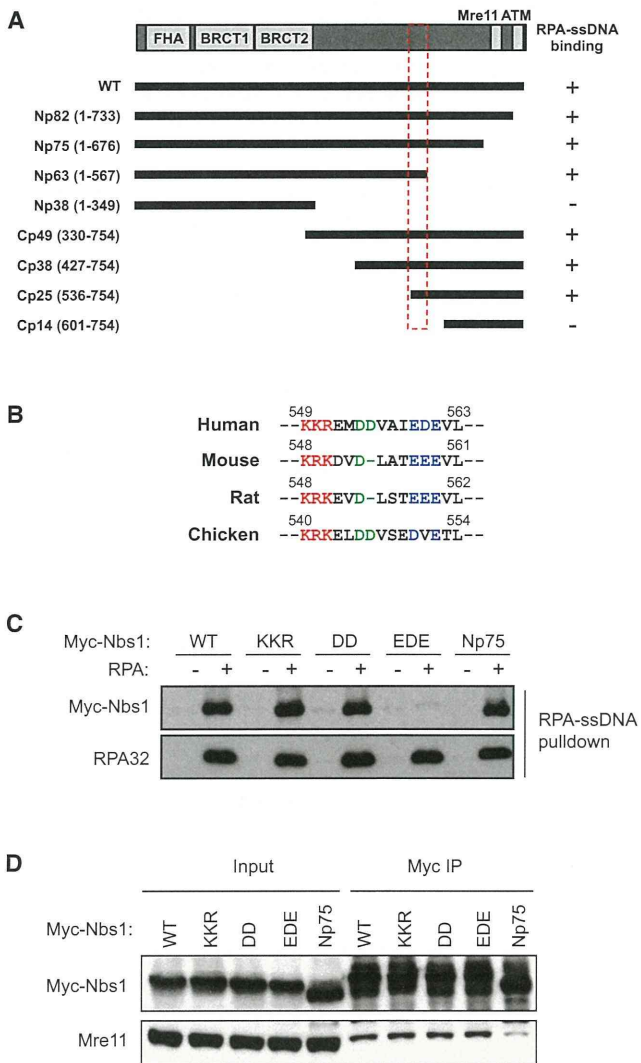 A
Mre11 ATM
RPA-ssDNA
binding
FHA BRCT1 BRCT2
WT +
Np82 (1-733) +
Np75 (1-676) +
Np63 (1-567) +
Np38 (1-349) -
Cp49 (330-754) +
Cp38 (427-754) +
Cp25 (536-754) +
Cp14 (601-754) -
B
549 563
Human --KKREMDDVAIEDEVL--
548 561
Mouse --KRKDVD-LATEEEVL--
548 562
Rat --KRKEVD-LSTEEEVL--
540 554
Chicken --KRKELDDVSEDVETL--
C
Myc-Nbs1: WT KKR DD EDE Np75
RPA: - + - + - + - + - +
Myc-Nbs1
RPA32
RPA-ssDNA
pulldown
D
Input Myc IP
Myc-Nbs1: WT KKR DD EDE Np75 WT KKR DD EDE Np75
Myc-Nbs1
Mre11